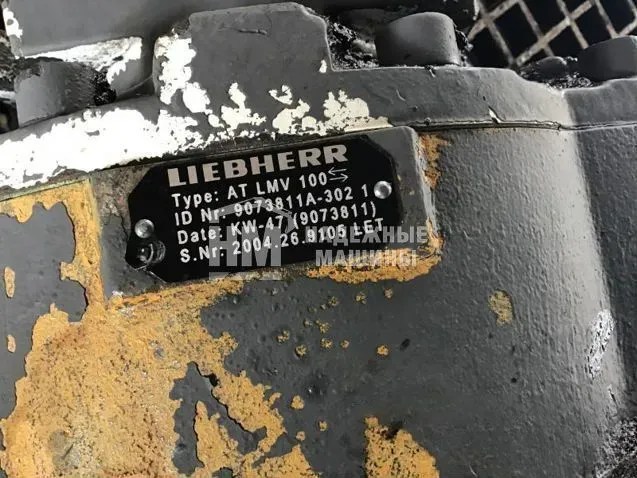 LIEBHERR
Type: AT LMV 100⇆
ID Nr: 9073811A-302 1
Date: KW-47 (9073811)
S.Nr: 2004.26.9105 LET
НМ НАДЕЖНЫЕ
МАШИНЫ